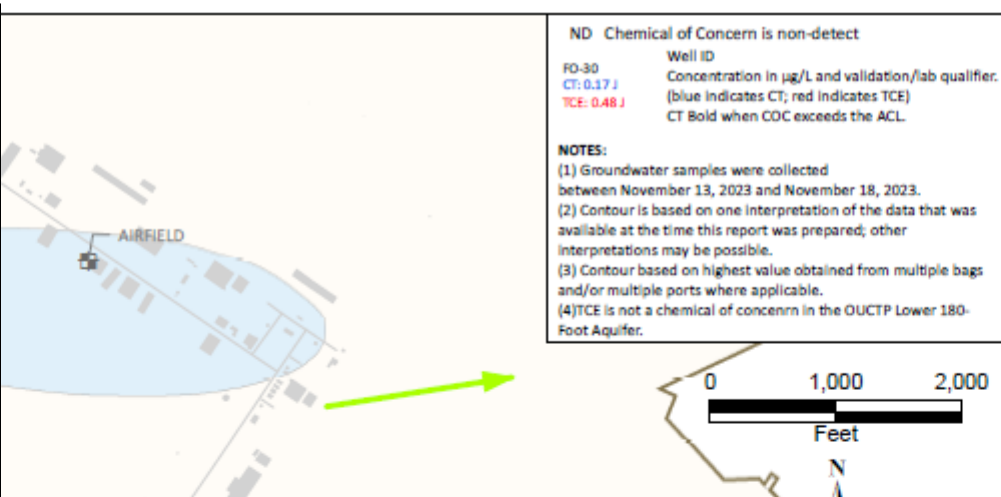 ND Chemical of Concern is non-detect
Well ID
FO-30
CT: 0.17 J
TCE: 0.48 J
Concentration in µg/L and validation/lab qualifier.
(blue indicates CT; red indicates TCE)
CT Bold when COC exceeds the ACL.
NOTES:
(1) Groundwater samples were collected
between November 13, 2023 and November 18, 2023.
(2) Contour is based on one interpretation of the data that was
available at the time this report was prepared; other
interpretations may be possible.
(3) Contour based on highest value obtained from multiple bags
and/or multiple ports where applicable.
(4)TCE is not a chemical of concenrn in the OUCTP Lower 180-
Foot Aquifer.
AIRFIELD
0 1,000 2,000
Feet
N